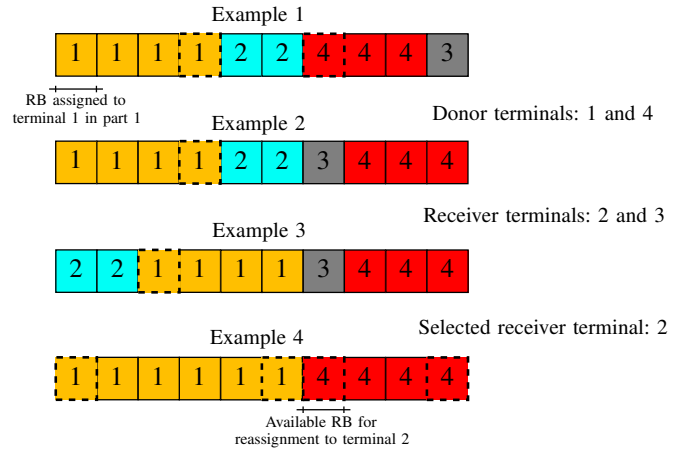 Example 1
1 1 1 1 2 2 4 4 4 3
RB assigned to
terminal 1 in part 1
Donor terminals: 1 and 4
Example 2
1 1 1 1 2 2 3 4 4 4
Receiver terminals: 2 and 3
Example 3
2 2 1 1 1 1 3 4 4 4
Selected receiver terminal: 2
Example 4
1 1 1 1 1 1 4 4 4 4
Available RB for
reassignment to terminal 2